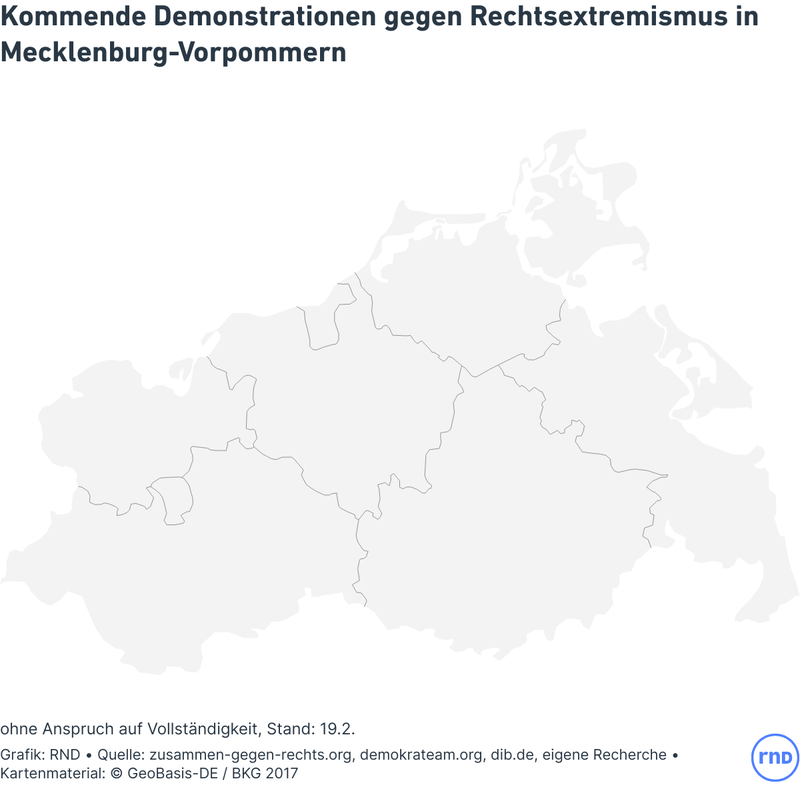 Kommende Demonstrationen gegen Rechtsextremismus in
Mecklenburg-Vorpommern
ohne Anspruch auf Vollständigkeit, Stand: 19.2.
Grafik: RND • Quelle: zusammen-gegen-rechts.org, demokrateam.org, dib.de, eigene Recherche •
Kartenmaterial: © GeoBasis-DE / BKG 2017
rnd